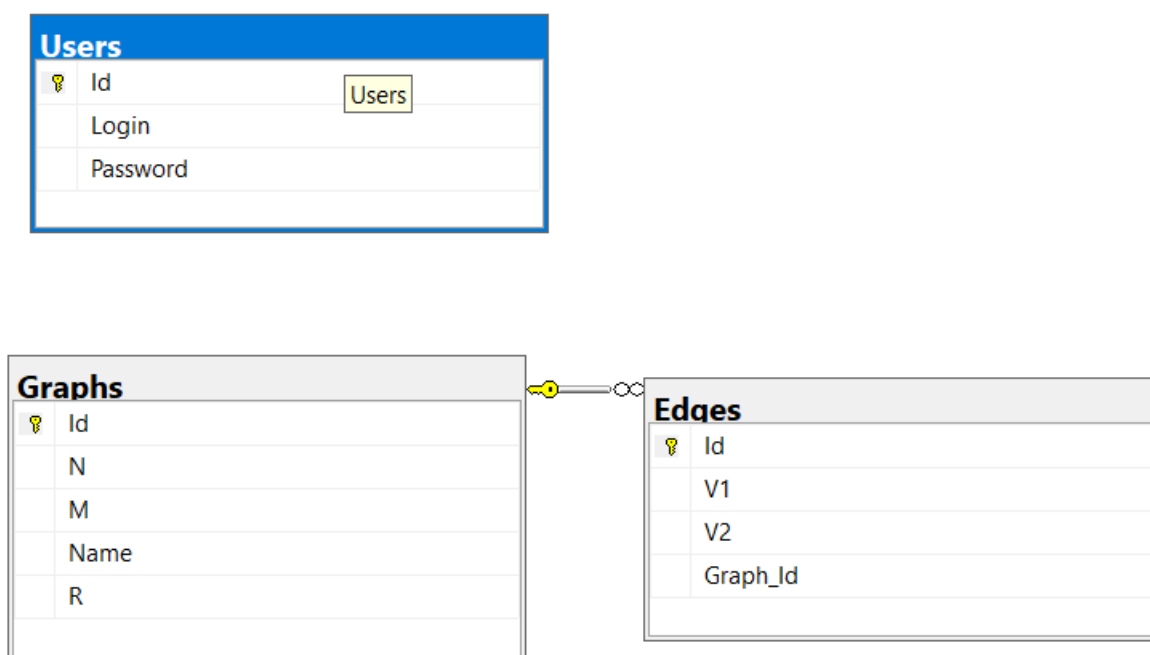 Users
Id
Users
Login
Password
Graphs
Id
N
M
Name
R
Edges
Id
V1
V2
Graph_Id